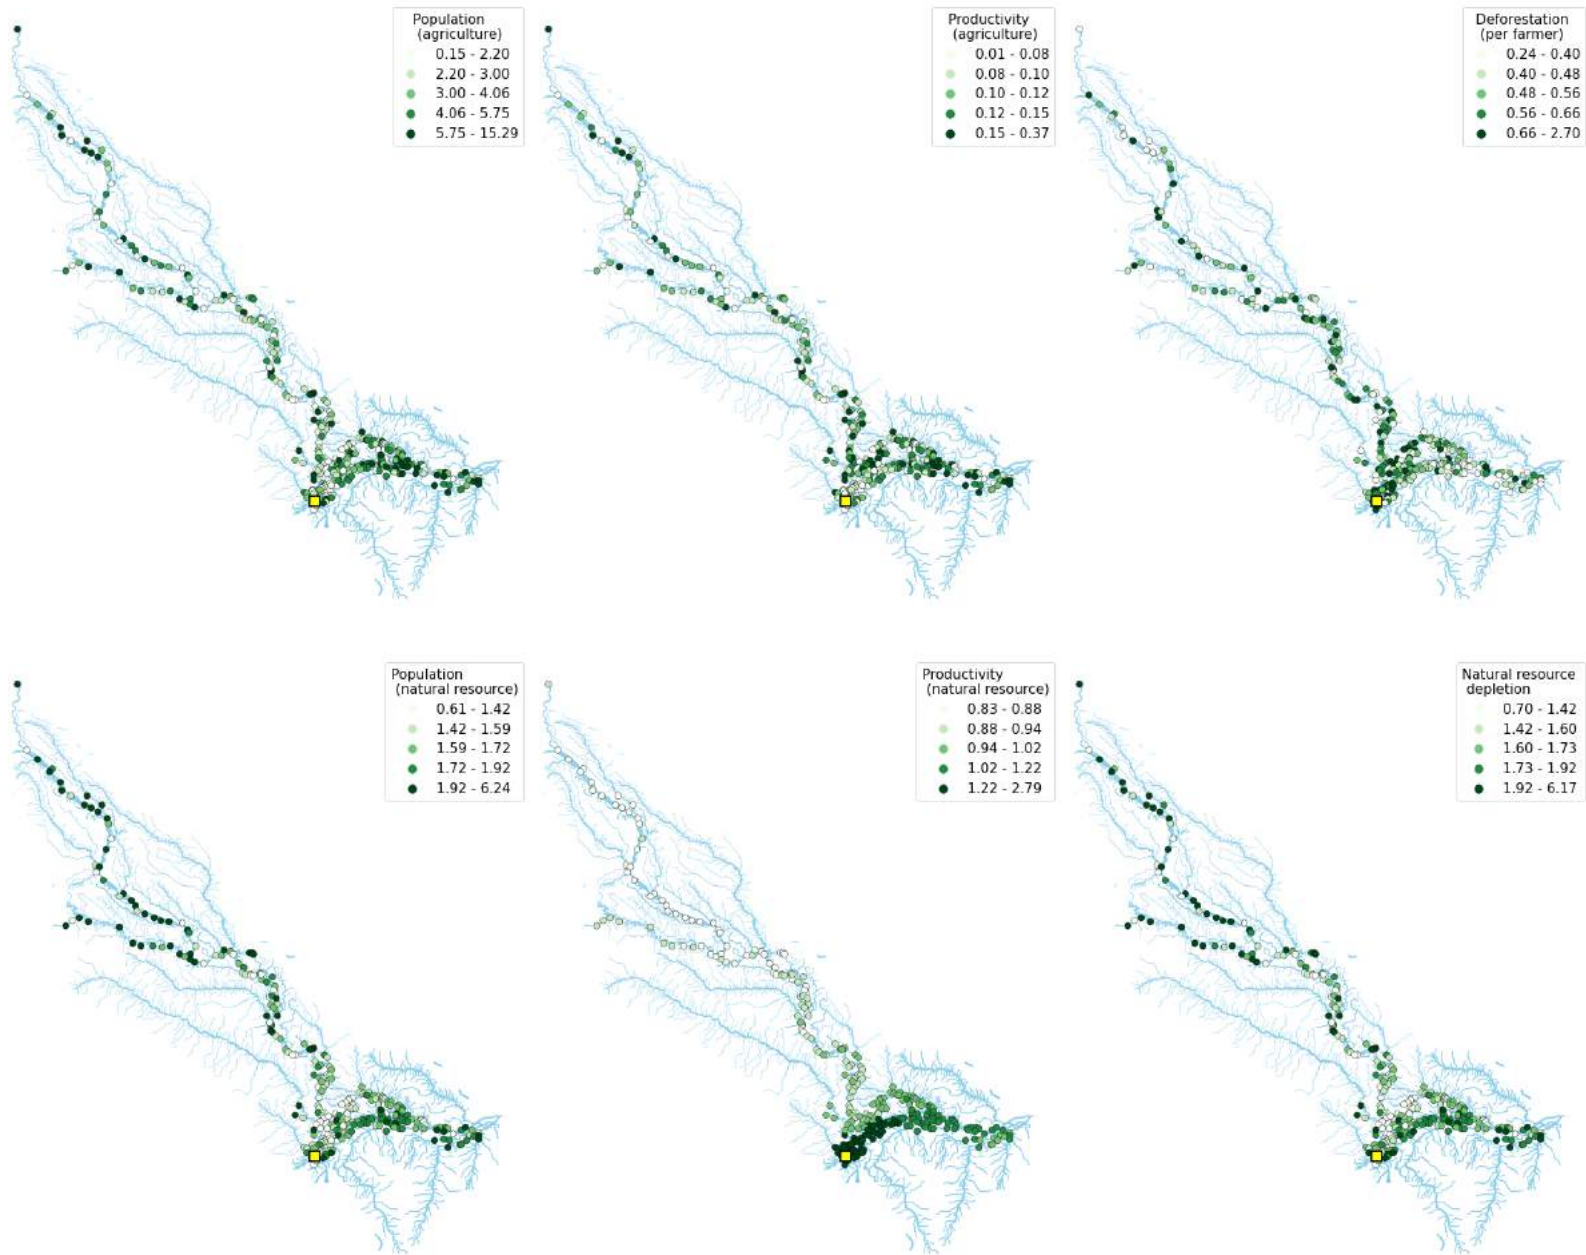 Population
(agriculture)
0.15 - 2.20
2.20 - 3.00
3.00 - 4.06
4.06 - 5.75
5.75 - 15.29
Productivity
(agriculture)
0.01 - 0.08
0.08 - 0.10
0.10 - 0.12
0.12 - 0.15
0.15 - 0.37
Deforestation
(per farmer)
0.24 - 0.40
0.40 - 0.48
0.48 - 0.56
0.56 - 0.66
0.66 - 2.70
Population
(natural resource)
0.61 - 1.42
1.42 - 1.59
1.59 - 1.72
1.72 - 1.92
1.92 - 6.24
Productivity
(natural resource)
0.83 - 0.88
0.88 - 0.94
0.94 - 1.02
1.02 - 1.22
1.22 - 2.79
Natural resource
depletion
0.70 - 1.42
1.42 - 1.60
1.60 - 1.73
1.73 - 1.92
1.92 - 6.17